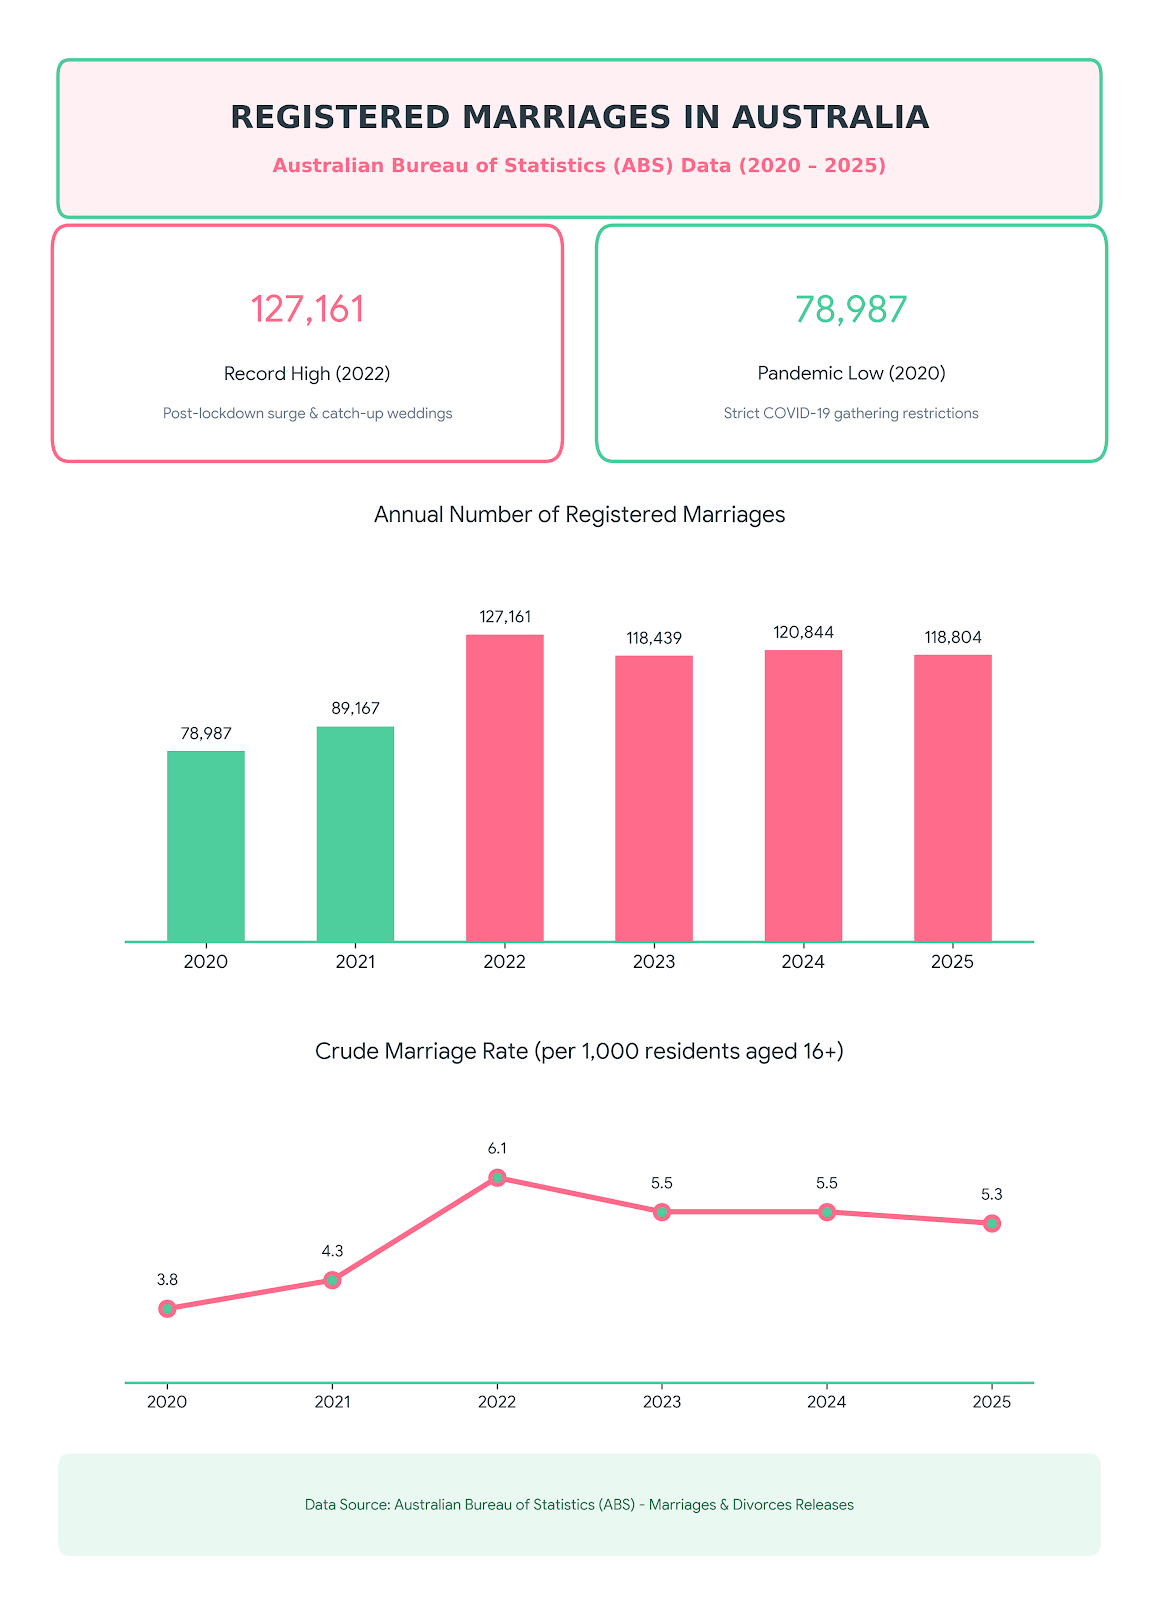 REGISTERED MARRIAGES IN AUSTRALIA
Australian Bureau of Statistics (ABS) Data (2020 – 2025)
127,161
Record High (2022)
Post-lockdown surge & catch-up weddings
78,987
Pandemic Low (2020)
Strict COVID-19 gathering restrictions
Annual Number of Registered Marriages
78,987
89,167
127,161
118,439
120,844
118,804
2020
2021
2022
2023
2024
2025
Crude Marriage Rate (per 1,000 residents aged 16+)
3.8
4.3
6.1
5.5
5.5
5.3
2020
2021
2022
2023
2024
2025
Data Source: Australian Bureau of Statistics (ABS) - Marriages & Divorces Releases